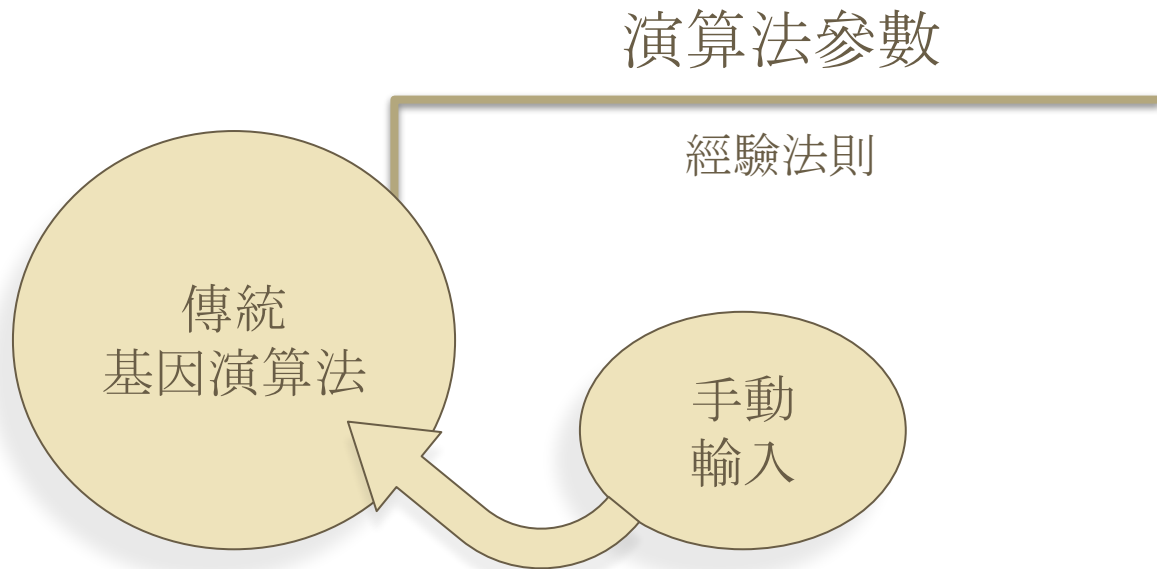 演算法參數
經驗法則
傳統
基因演算法
手動
輸入